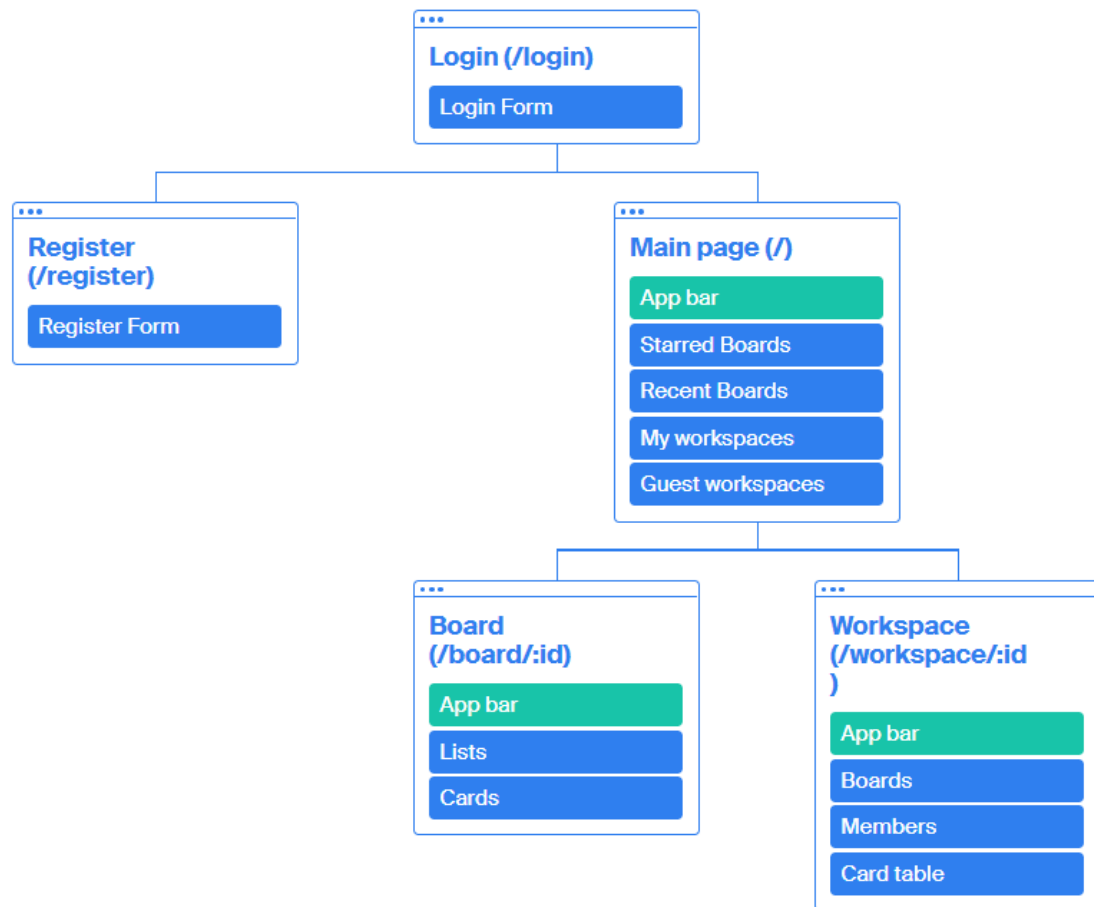 Login (/login)
Login Form
Register
(/register)
Register Form
Main page (/)
App bar
Starred Boards
Recent Boards
My workspaces
Guest workspaces
Board
(/board/:id)
App bar
Lists
Cards
Workspace
(/workspace/:id
)
App bar
Boards
Members
Card table